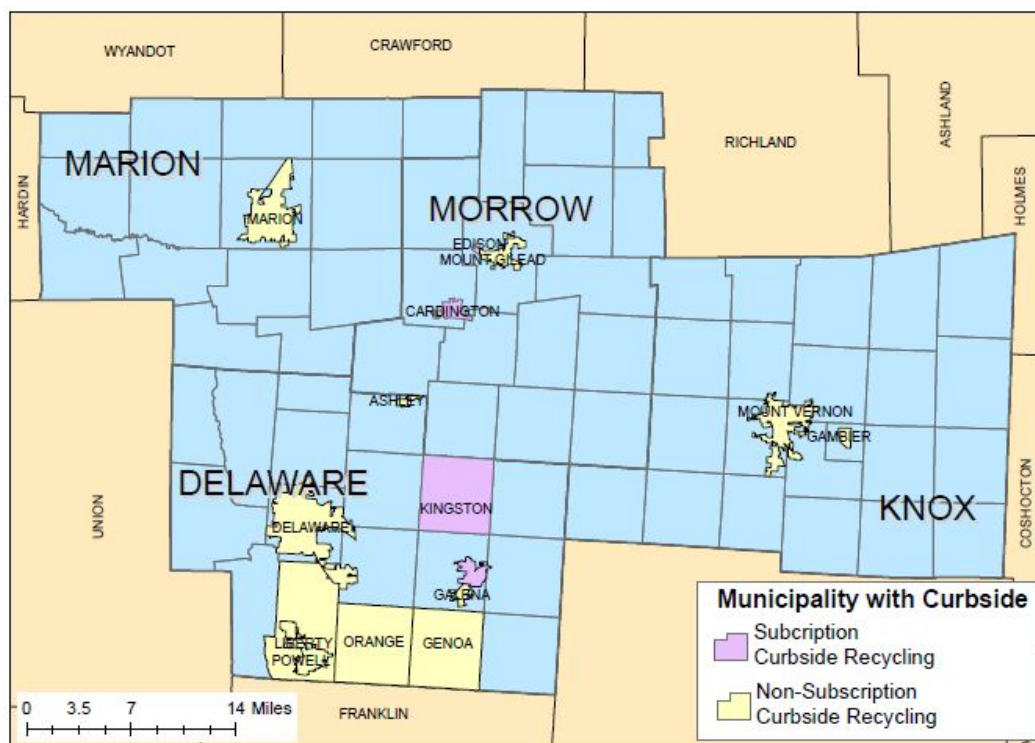 WYANDOT
CRAWFORD
ASHLAND
RICHLAND
HARDIN
HOLMES
MARION
MARION
MORROW
EDISON
MOUNT GILEAD
CARDINGTON
ASHLEY
MOUNT VERNON
GAMBIER
DELAWARE
KINGSTON
KNOX
UNION
COSHOCTON
DELAWARE
GALENA
LIBERTY
ORANGE
GENOA
POWELL
FRANKLIN
0 3.5 7 14 Miles
Municipality with Curbside
Subcription
Curbside Recycling
Non-Subscription
Curbside Recycling